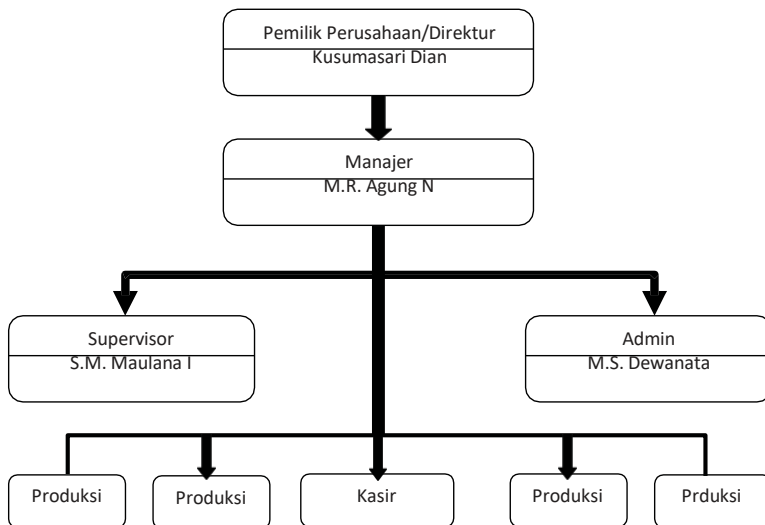 Pemilik Perusahaan/Direktur
Kusumasari Dian
Manajer
M.R. Agung N
Supervisor
S.M. Maulana I
Admin
M.S. Dewanata
Produksi
Produksi
Kasir
Produksi
Prduksi